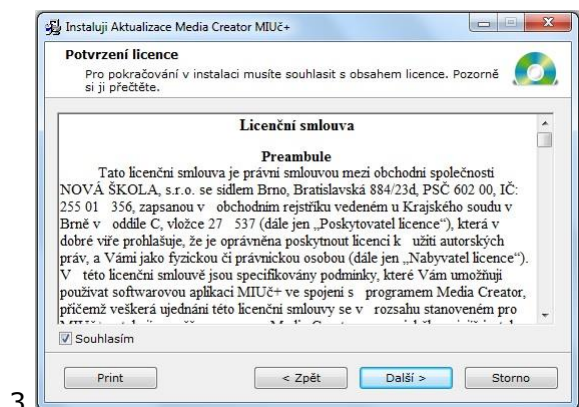 Instaluji Aktualizace Media Creator MIUč+
Potvrzení licence
Pro pokračování v instalaci musíte souhlasit s obsahem licence. Pozorně
si ji přečtěte.
Licenční smlouva
Preambule
Tato licenční smlouva je právní smlouvou mezi obchodní společnosti
NOVÁ ŠKOLA, s.r.o. se sídlem Brno, Bratislavská 884/23d, PSČ 602 00, IČ:
255 01 356, zapsanou v obchodním rejstříku vedeném u Krajského soudu v
Brně v oddíle C, vložce 27 537 (dále jen „Poskytovatel licence“), která v
dobré víře prohlašuje, že je oprávněna poskytnout licenci k užití autorských
práv, a Vámi jako fyzickou či právnickou osobou (dále jen „Nabyvatel licence“).
V této licenční smlouvě jsou specifikovány podmínky, které Vám umožňují
používat softwarovou aplikaci MIUč+ ve spojení s programem Media Creator,
přičemž veškerá ujednání této licenční smlouvy se v rozsahu stanoveném pro
Souhlasím
Print
< Zpět
Další >
Storno
3.